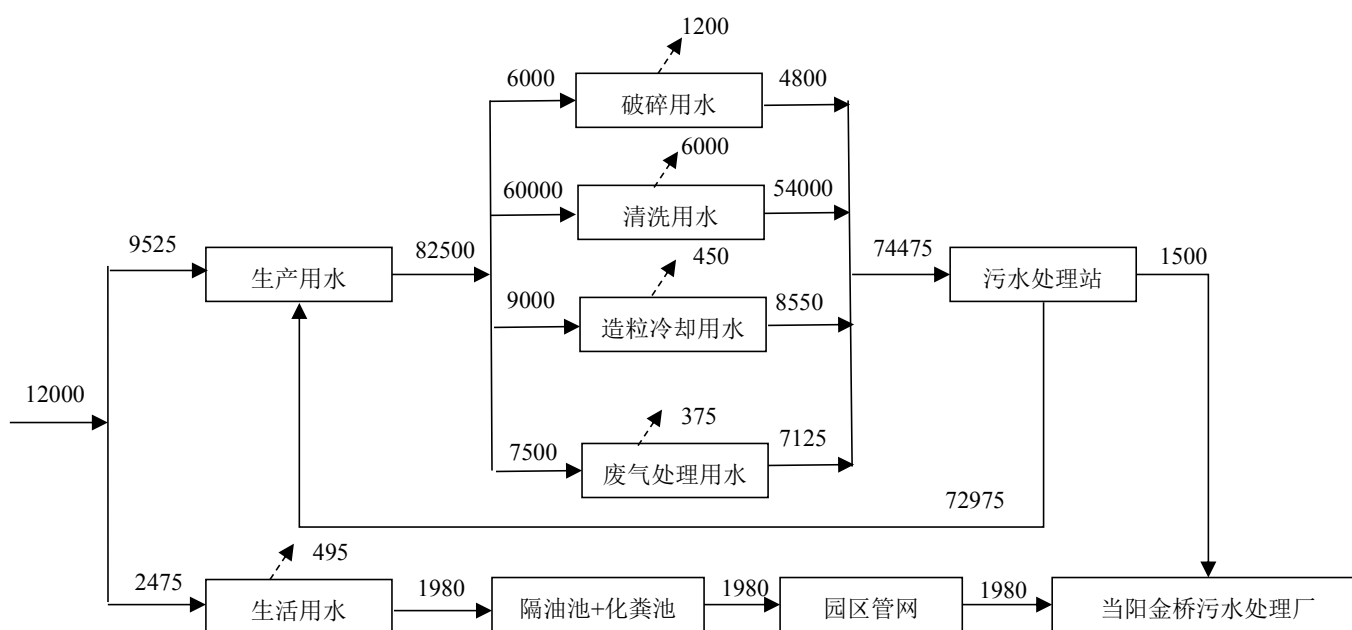 1200
6000
破碎用水
4800
6000
60000
清洗用水
54000
9525
生产用水
82500
450
74475
污水处理站
1500
9000
造粒冷却用水
8550
12000
375
7500
废气处理用水
7125
72975
495
2475
生活用水
1980
隔油池+化粪池
1980
园区管网
1980
当阳金桥污水处理厂